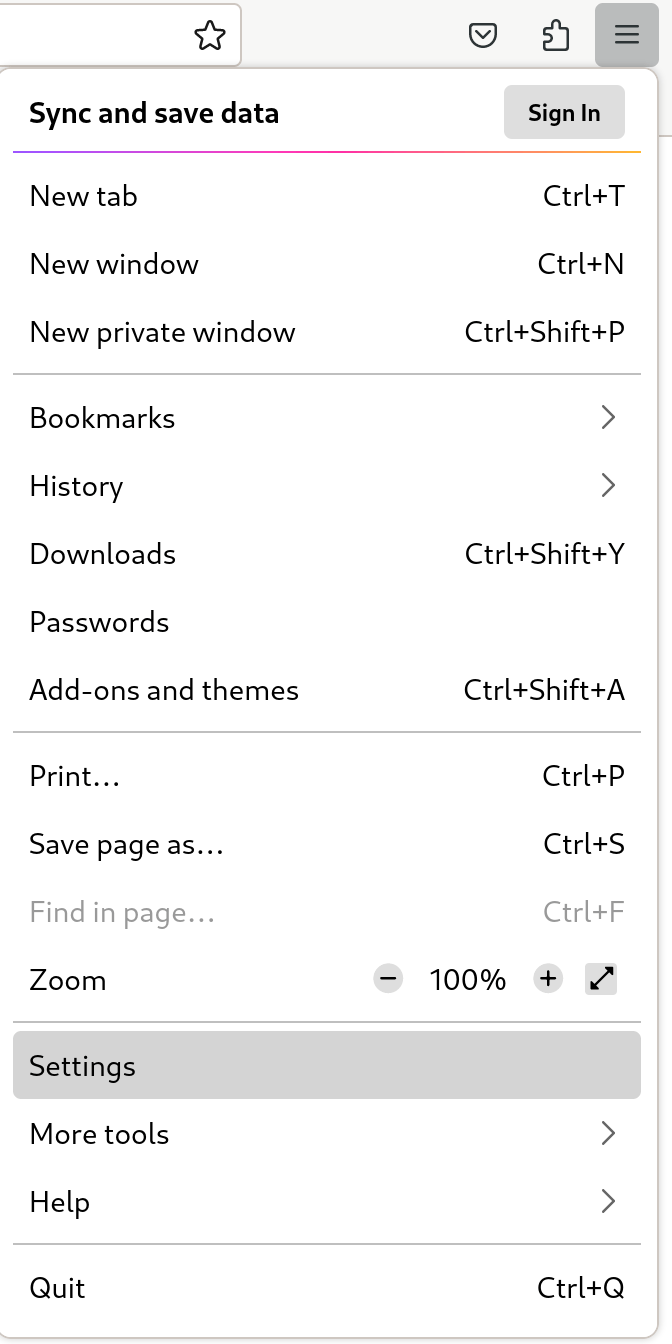 Sync and save data Sign In
New tab Ctrl+T
New window Ctrl+N
New private window Ctrl+Shift+P
Bookmarks
History
Downloads Ctrl+Shift+Y
Passwords
Add-ons and themes Ctrl+Shift+A
Print... Ctrl+P
Save page as... Ctrl+S
Find in page... Ctrl+F
Zoom 100%
Settings
More tools
Help
Quit Ctrl+Q